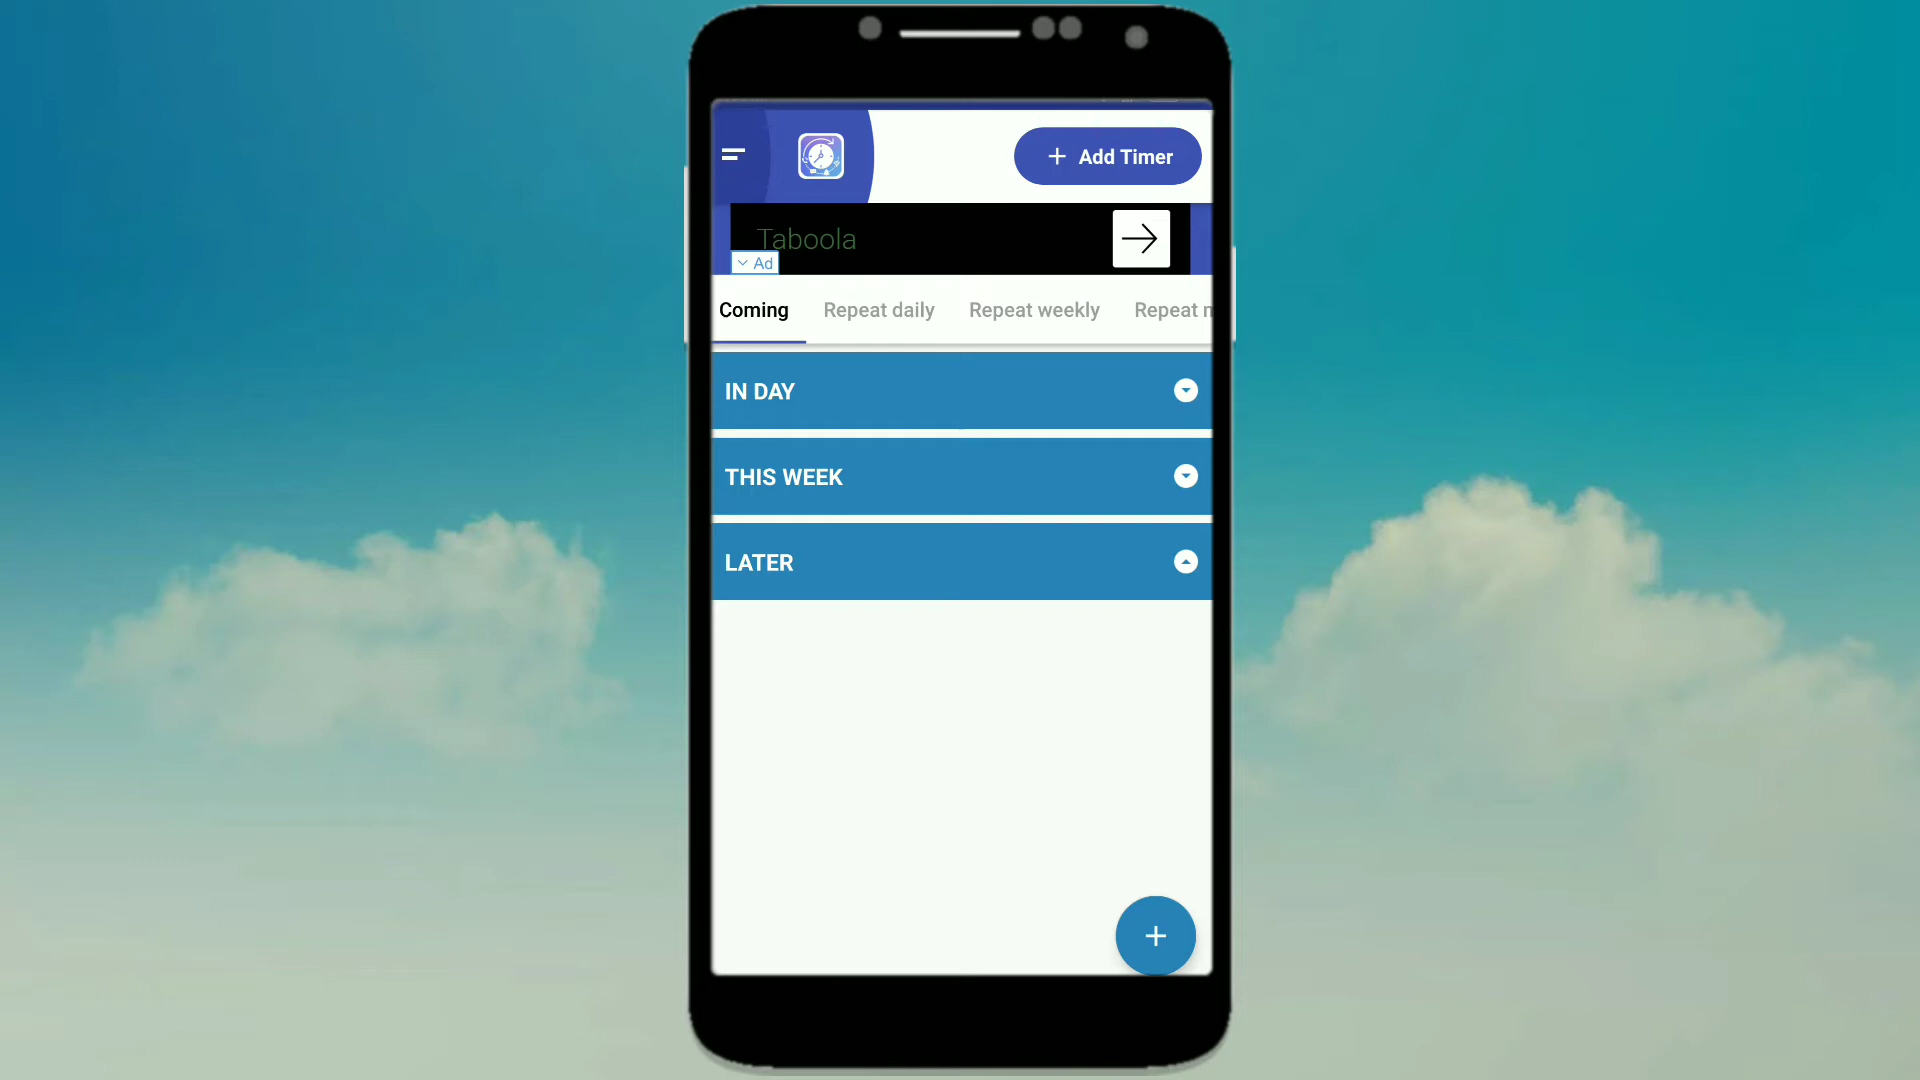 Add Timer
Taboola
Ad
Coming Repeat daily Repeat weekly Repeat
IN DAY
THIS WEEK
LATER